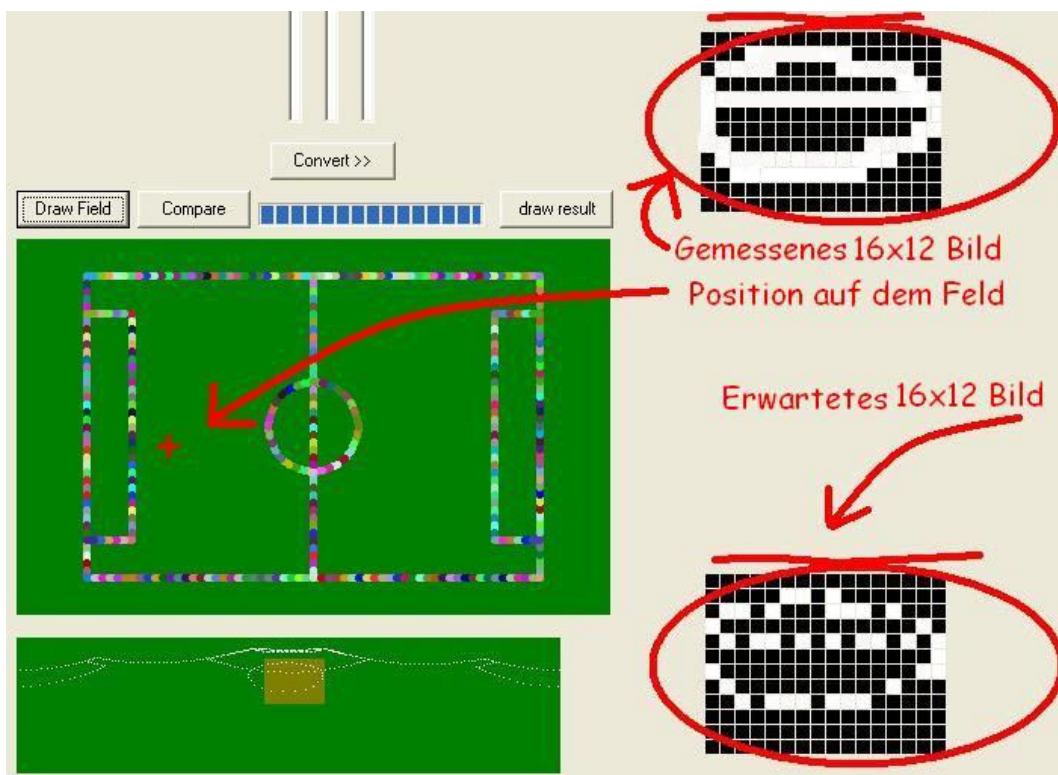 Convert >>
Draw Field
Compare
draw result
Gemessenes 16x12 Bild
Position auf dem Feld
Erwartetes 16x12 Bild